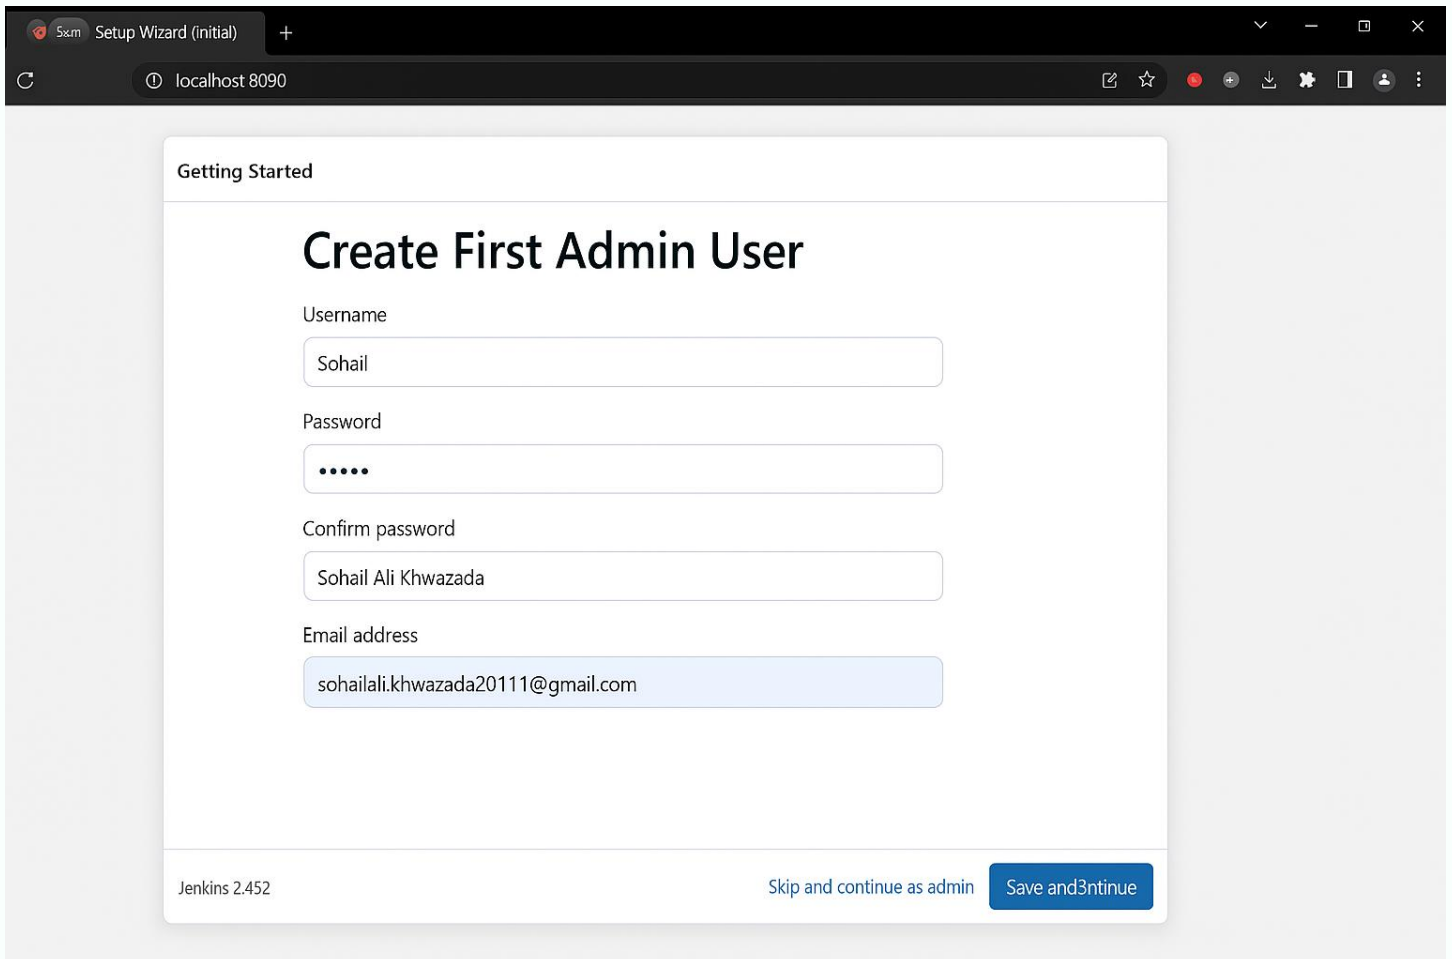 5x.m Setup Wizard (initial)
localhost 8090
Getting Started
Create First Admin User
Username
Sohail
Password
•••••
Confirm password
Sohail Ali Khwazada
Email address
sohailali.khwazada20111@gmail.com
Jenkins 2.452
Skip and continue as admin
Save and3ntinue